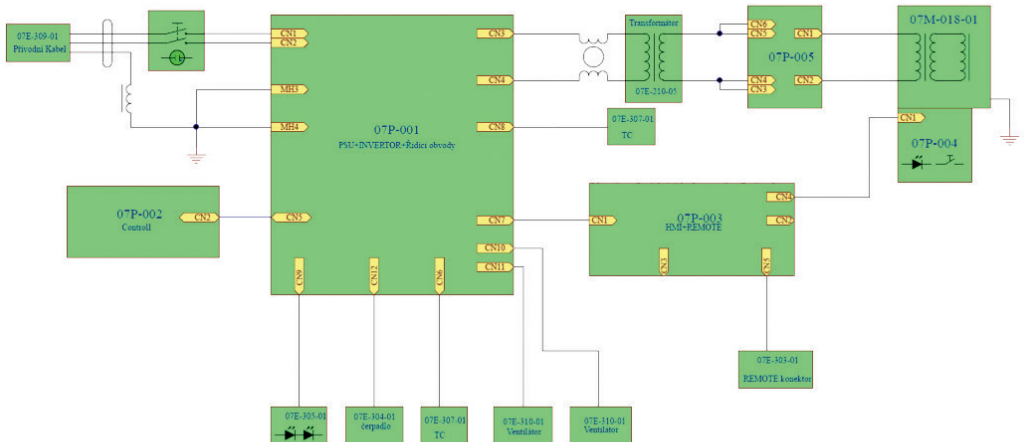 07E-309-01
Přívodní Kabel
CN1
CN2
MH3
MH4
07P-001
PSU+INVERTOR+Řídící obvody
CN3
CN4
CN8
CN5
CN7
CN10
CN11
CN9
CN12
CN6
07P-002
Controll
CN2
Transformátor
07E-210-05
07E-307-01
TC
CN6
CN5
CN4
CN3
CN1
CN2
07P-005
07M-018-01
CN1
07P-004
07P-003
HMI+REMOTE
CN1
CN4
CN2
CN3
CN5
07E-303-01
REMOTE konektor
07E-305-01
07E-304-01
čerpadlo
07E-307-01
TC
07E-310-01
Ventilátor
07E-310-01
Ventilátor